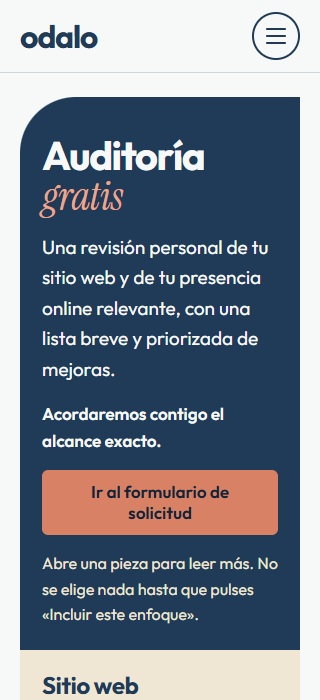 odalo
Auditoría
gratis
Una revisión personal de tu
sitio web y de tu presencia
online relevante, con una
lista breve y priorizada de
mejoras.
Acordaremos contigo el
alcance exacto.
Ir al formulario de
solicitud
Abre una pieza para leer más. No
se elige nada hasta que pulses
«Incluir este enfoque».
Sitio web